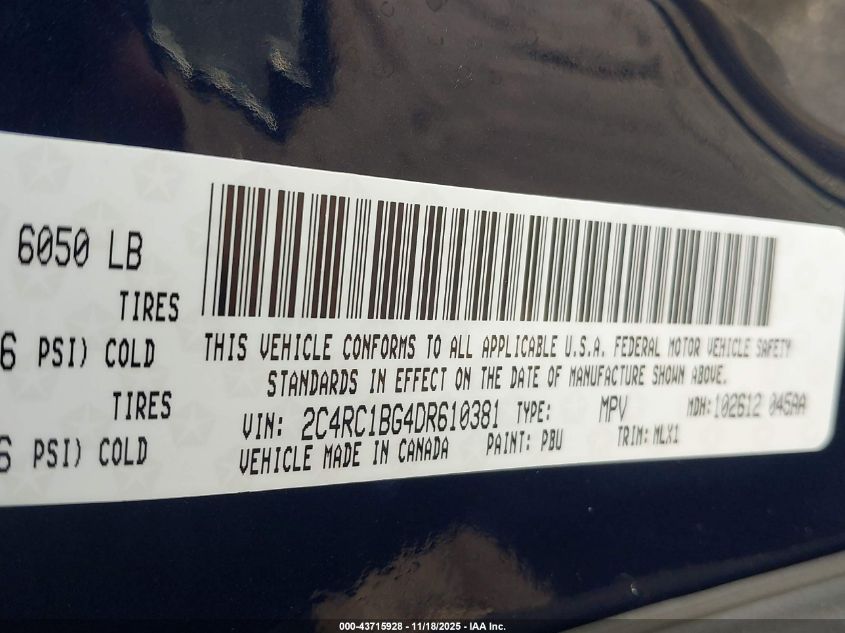 6050 LB
TIRES
6 PSI) COLD
TIRES
6 PSI) COLD
THIS VEHICLE CONFORMS TO ALL APPLICABLE U.S.A. FEDERAL MOTOR VEHICLE SAFETY
STANDARDS IN EFFECT ON THE DATE OF MANUFACTURE SHOWN ABOVE.
VIN: 2C4RC1BG4DR610381 TYPE: MPV MDH:102612 045AA
VEHICLE MADE IN CANADA PAINT: PBU TRIM: MLX1
000-43715928 - 11/18/2025 - IAA Inc.